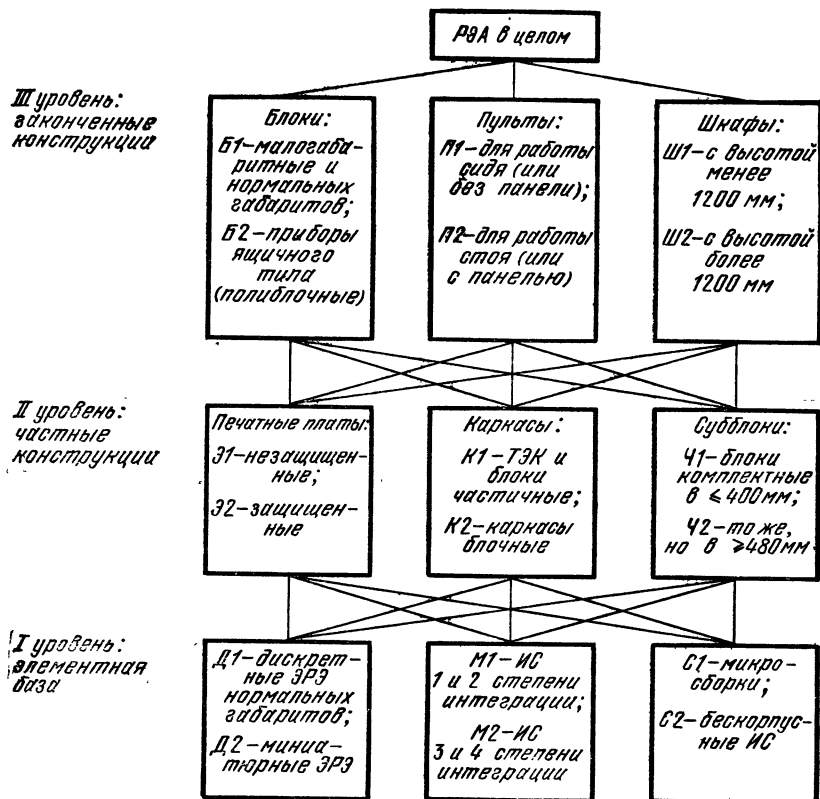 РЭА в целом
III уровень:
законченные
конструкции
Блоки:
Б1-малогаба-
ритные и
нормальных
габаритов;
Б2-приборы
ящичного
типа
(полиблочные)
Пульты:
П1-для работы
сидя (или
без панели);
П2-для работы
стоя (или
с панелью)
Шкафы:
Ш1-с высотой
менее
1200 мм;
Ш2-с высотой
более
1200 мм
II уровень:
частные
конструкции
Печатные платы:
Э1-незащищен-
ные;
Э2-защищен-
ные
Каркасы:
К1-ТЭК и
блоки
частичные;
К2-каркасы
блочные
Субблоки:
Ч1-блоки
комплектные
в ≤ 400мм;
Ч2-то же,
но в ≥480мм
I уровень:
элементная
база
Д1-дискрет-
ные ЭРЭ
нормальных
габаритов;
Д2-миниа-
тюрные ЭРЭ
М1-ИС
1 и 2 степени
интеграции;
М2-ИС
3 и 4 степени
интеграции
С1-микро-
сборки;
С2-бескорпус-
ные ИС